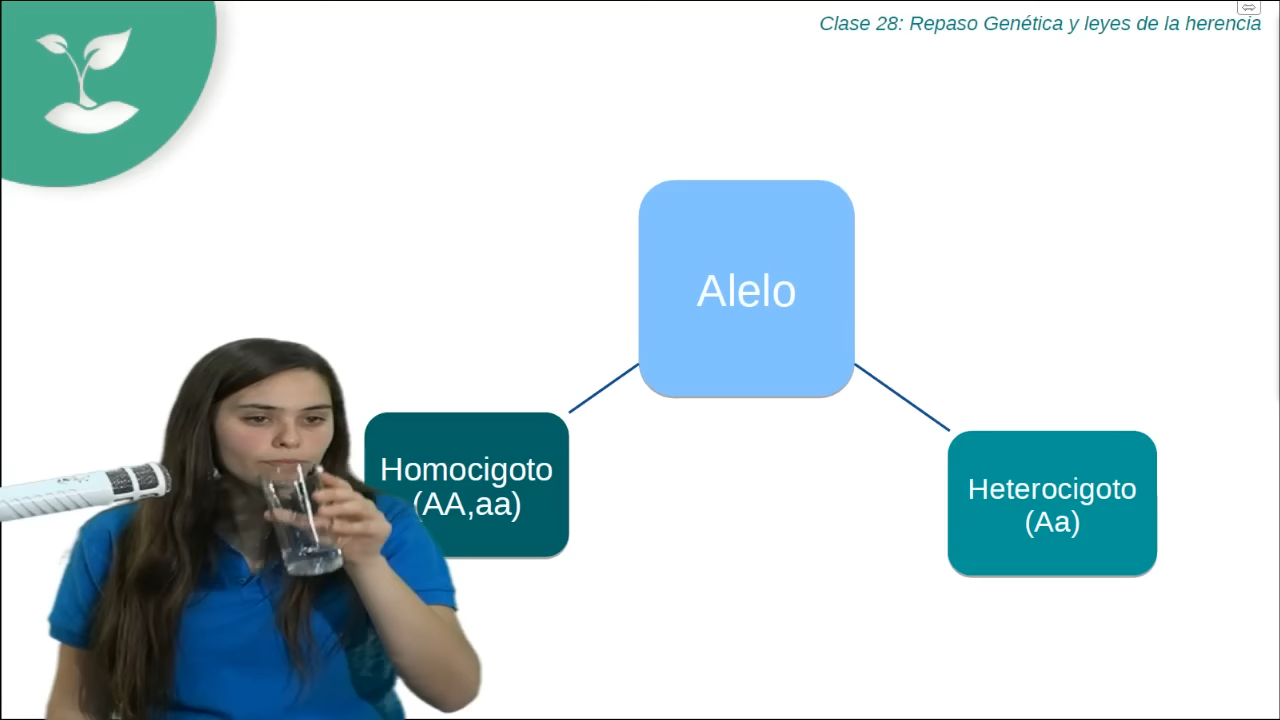 Clase 28: Repaso Genética y leyes de la herencia
Alelo
Homocigoto
(AA,aa)
Heterocigoto
(Aa)